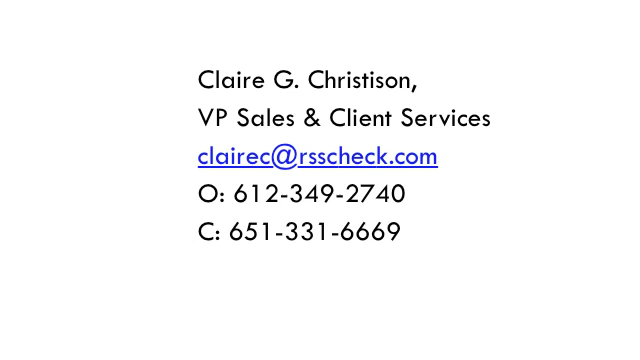 Claire G. Christison,
VP Sales & Client Services
clairec@rsscheck.com
O: 612-349-2740
C: 651-331-6669